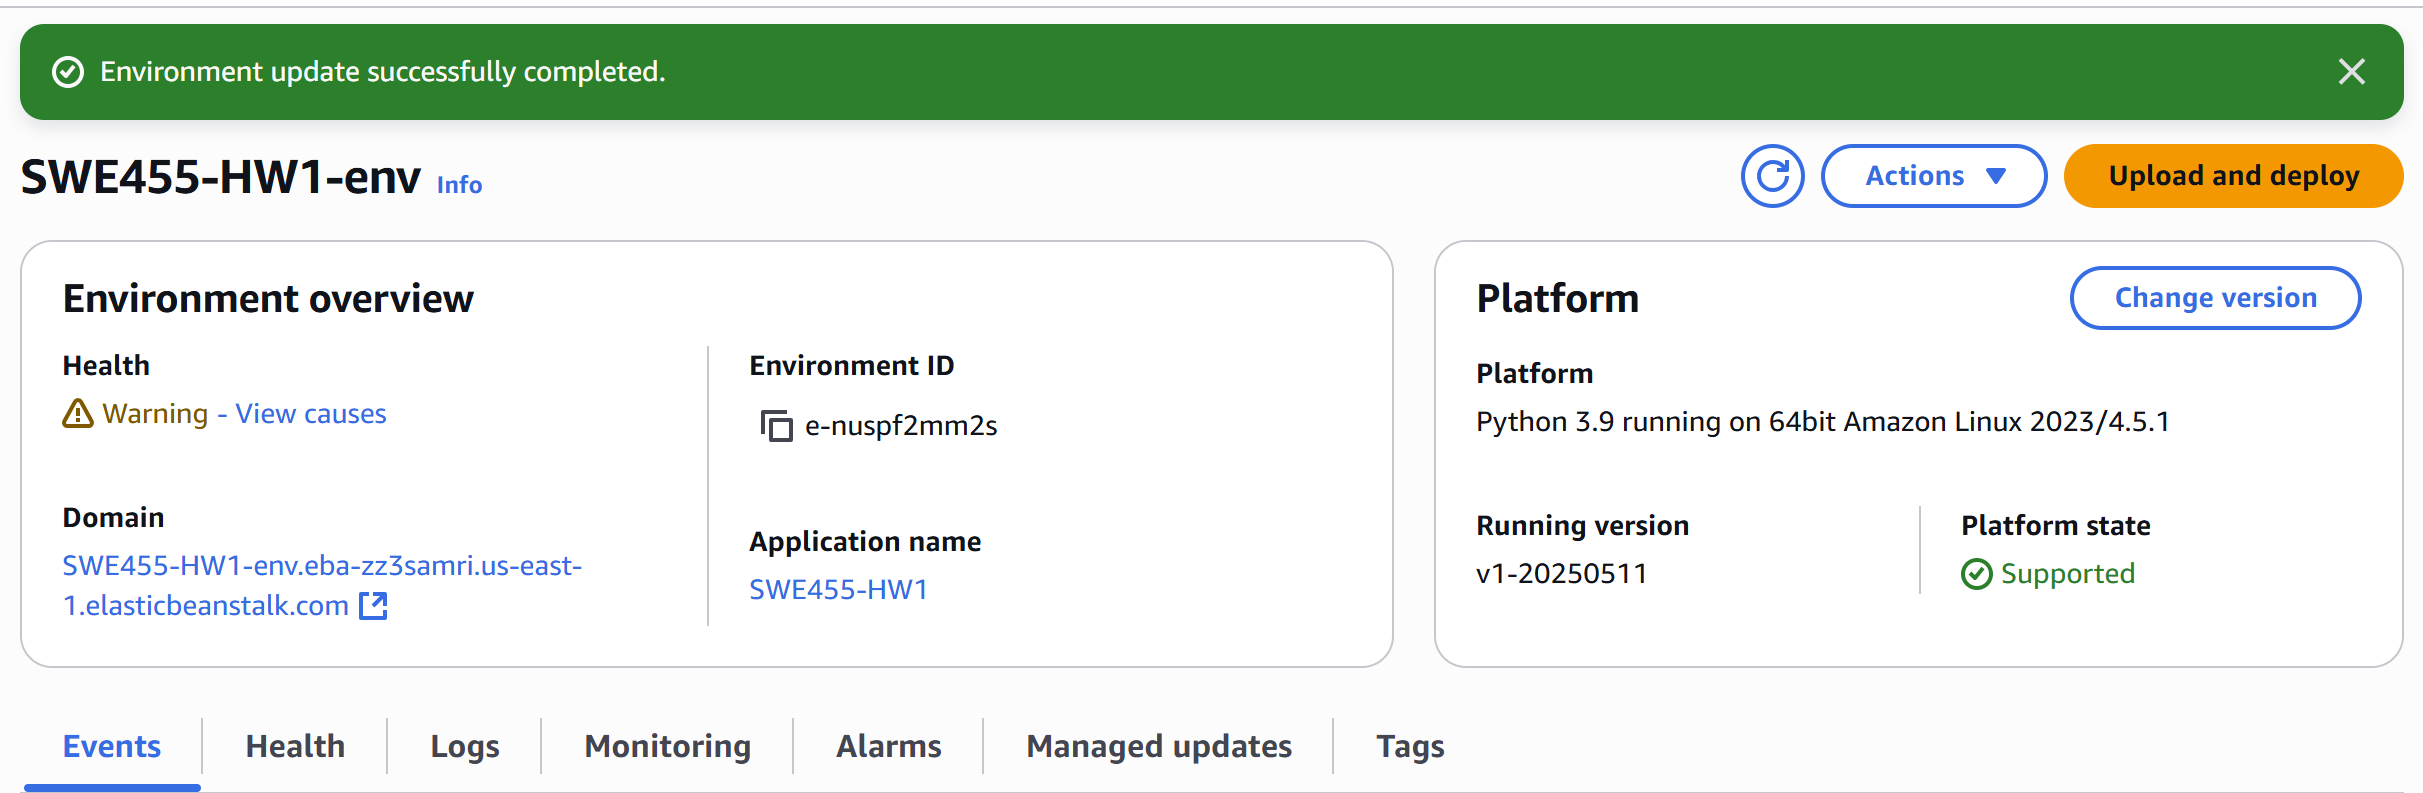 Environment update successfully completed.
SWE455-HW1-env Info
Actions
Upload and deploy
Environment overview
Health
Warning - View causes
Domain
SWE455-HW1-env.eba-zz3samri.us-east-
1.elasticbeanstalk.com
Environment ID
e-nuspf2mm2s
Application name
SWE455-HW1
Platform
Change version
Platform
Python 3.9 running on 64bit Amazon Linux 2023/4.5.1
Running version
v1-20250511
Platform state
Supported
Events
Health
Logs
Monitoring
Alarms
Managed updates
Tags